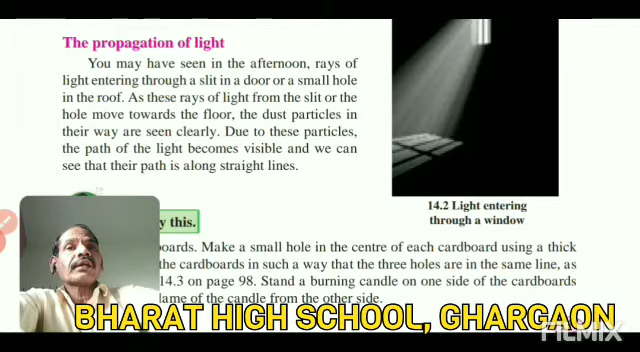 The propagation of light
You may have seen in the afternoon, rays of
light entering through a slit in a door or a small hole
in the roof. As these rays of light from the slit or the
hole move towards the floor, the dust particles in
their way are seen clearly. Due to these particles,
the path of the light becomes visible and we can
see that their path is along straight lines.
14.2 Light entering
through a window
y this.
boards. Make a small hole in the centre of each cardboard using a thick
the cardboards in such a way that the three holes are in the same line, as
14.3 on page 98. Stand a burning candle on one side of the cardboards
lame of the candle from the other side.
BHARAT HIGH SCHOOL, GHARGAON
FILMIX